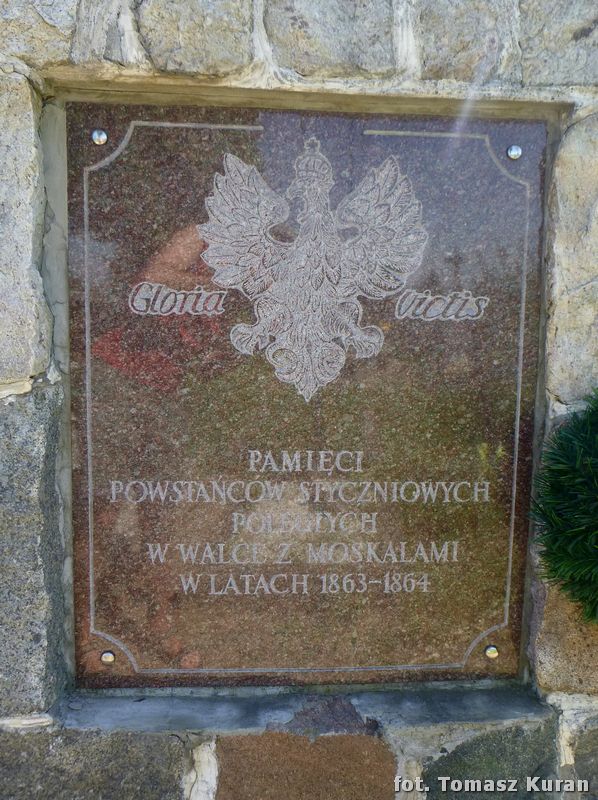 Gloria Victis
PAMIĘCI
POWSTAŃCÓW STYCZNIOWYCH
POLEGŁYCH
W WALCE Z MOSKALAMI
W LATACH 1863-1864
fot. Tomasz Kuran